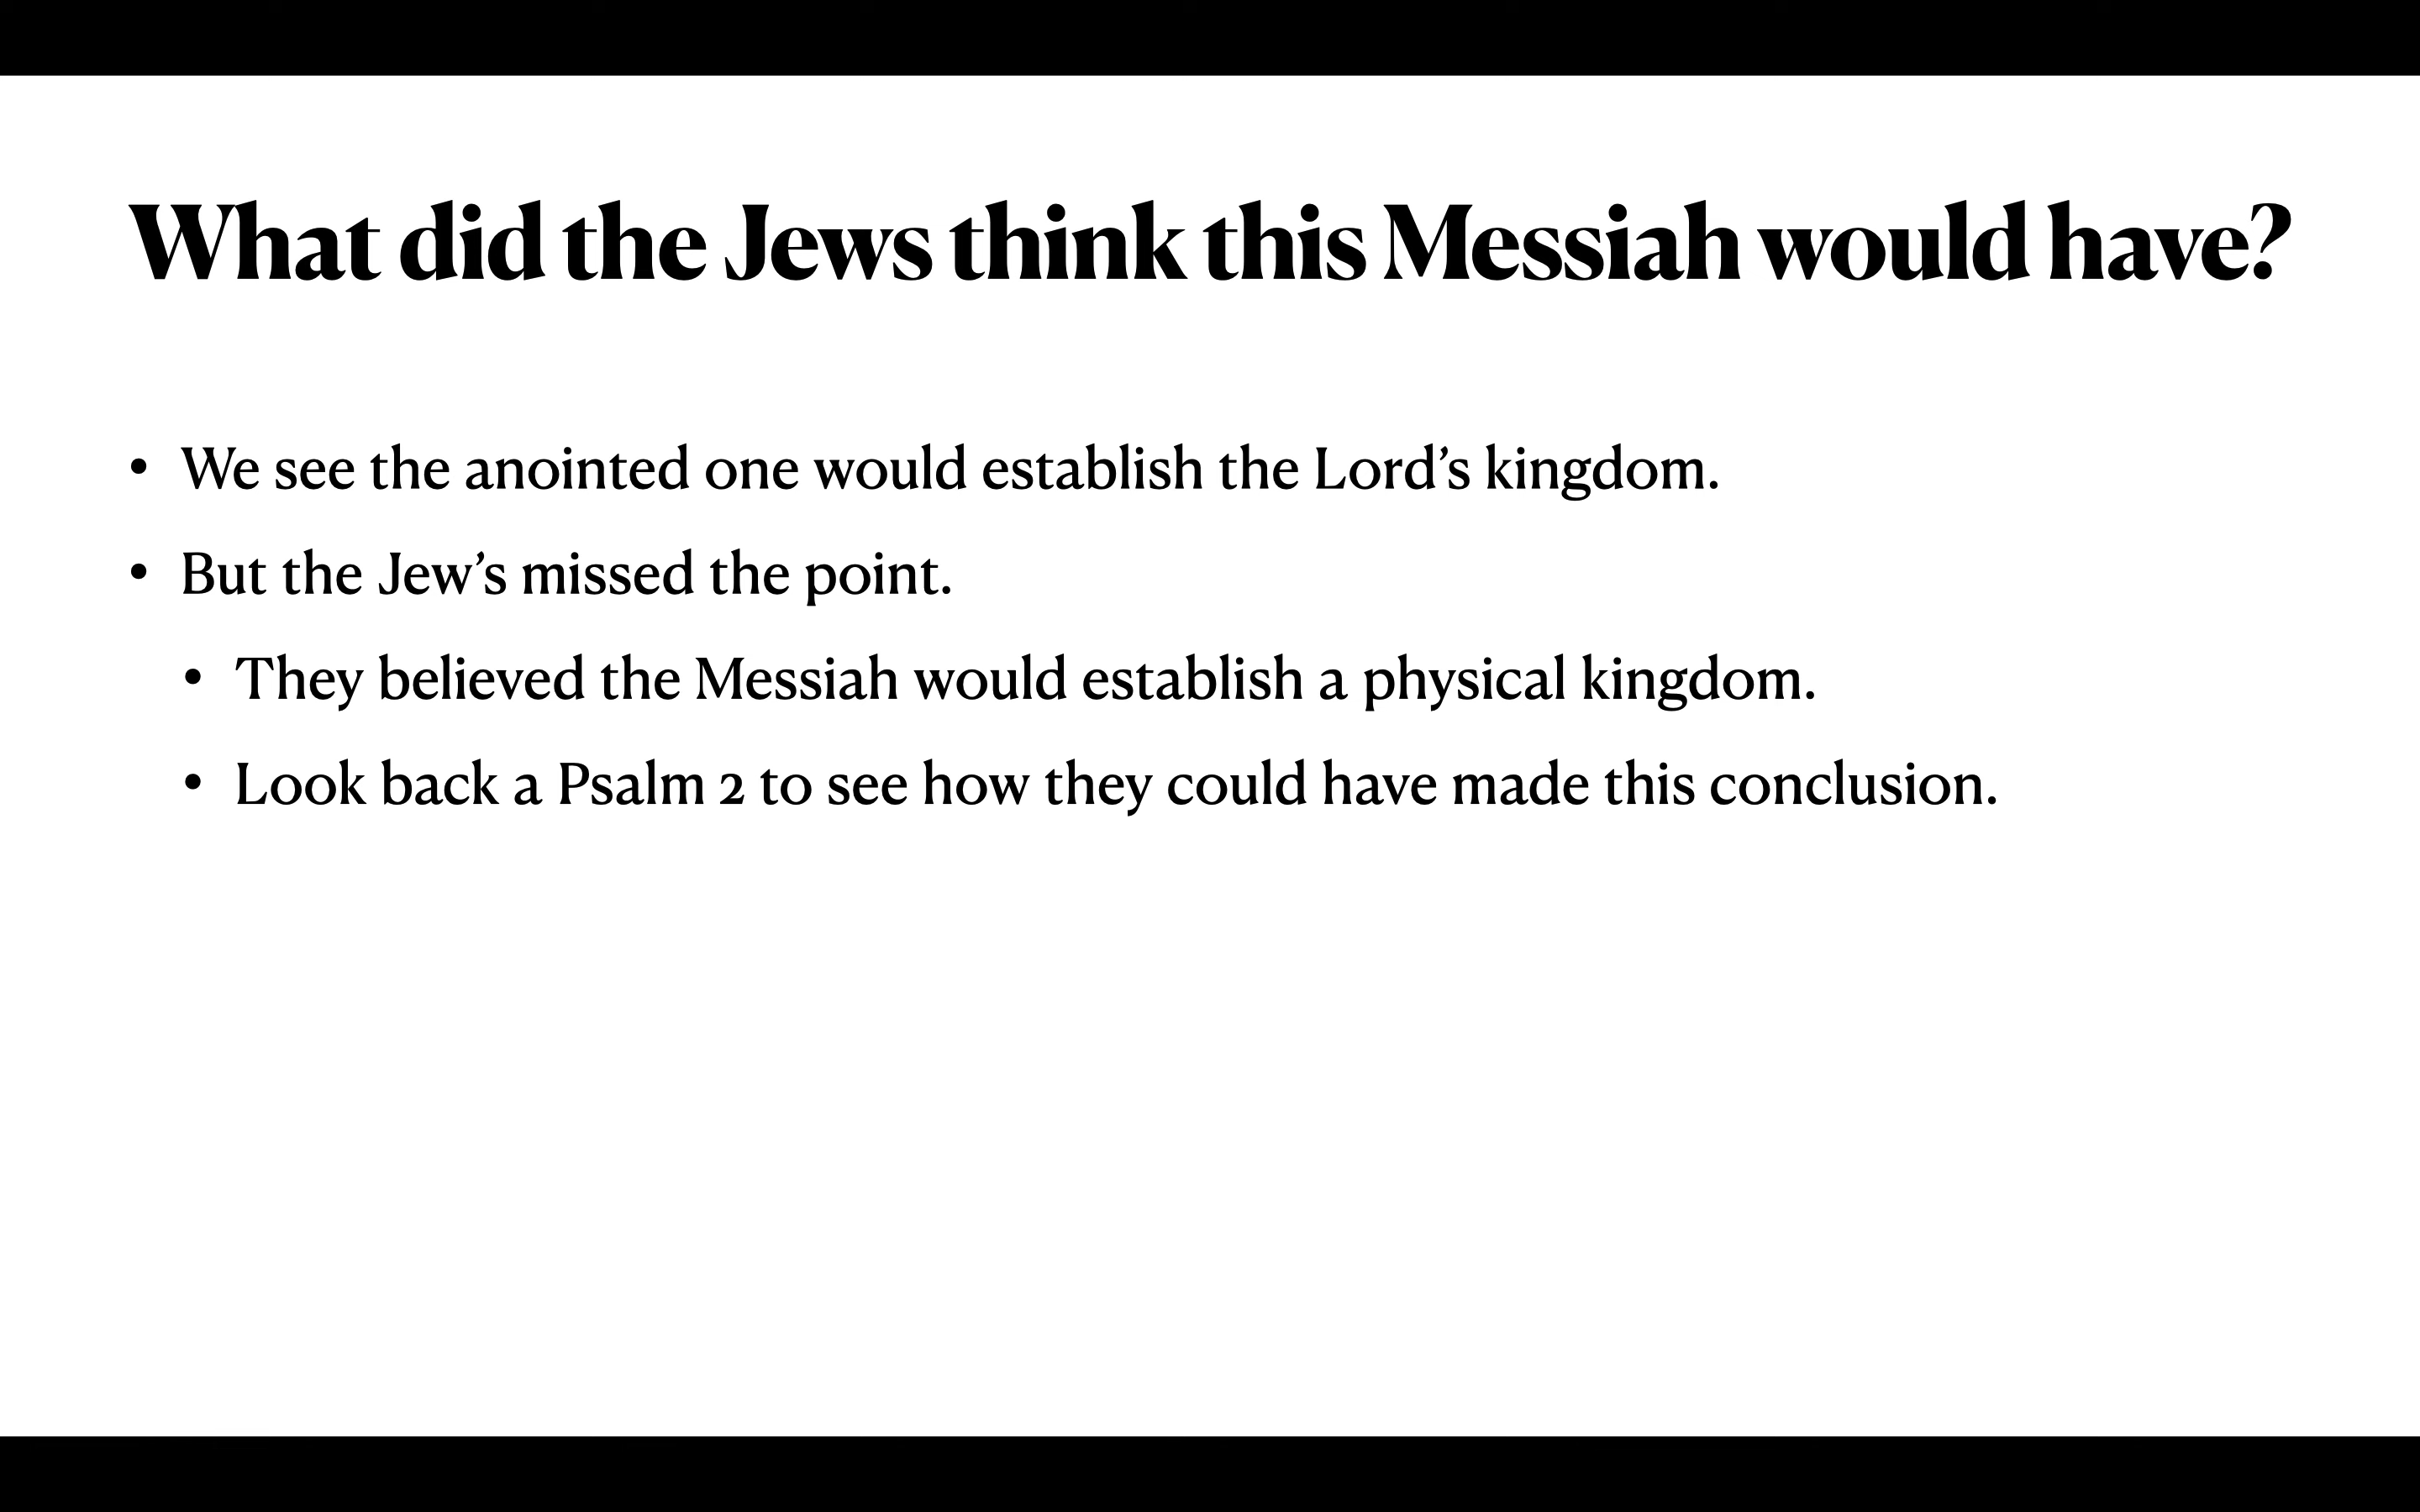 What did the Jews think this Messiah would have?
• We see the anointed one would establish the Lord’s kingdom.
• But the Jew’s missed the point.
• They believed the Messiah would establish a physical kingdom.
• Look back a Psalm 2 to see how they could have made this conclusion.